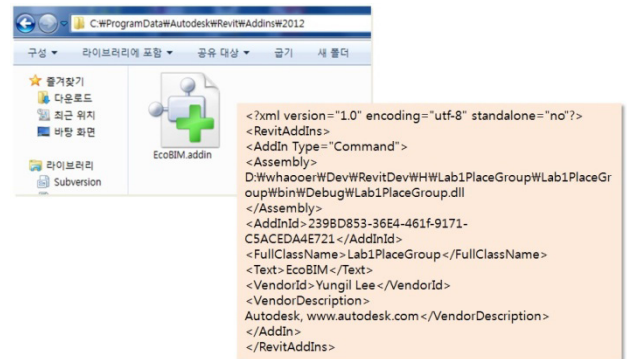 C:₩ProgramData₩Autodesk₩Revit₩Addins₩2012
구성 라이브러리에 포함 공유 대상 굽기 새 폴더
즐겨찾기
다운로드
최근 위치
바탕 화면
라이브러리
Subversion
EcoBIM.addin
<?xml version="1.0" encoding="utf-8" standalone="no"?>
<RevitAddIns>
<AddIn Type="Command">
<Assembly>
D:₩whaooer₩Dev₩RevitDev₩H₩Lab1PlaceGroup₩Lab1PlaceGr
oup₩bin₩Debug₩Lab1PlaceGroup.dll
</Assembly>
<AddInId>239BD853-36E4-461f-9171-
C5ACEDA4E721</AddInId>
<FullClassName>Lab1PlaceGroup</FullClassName>
<Text>EcoBIM</Text>
<VendorId>Yungil Lee</VendorId>
<VendorDescription>
Autodesk, www.autodesk.com</VendorDescription>
</AddIn>
</RevitAddIns>